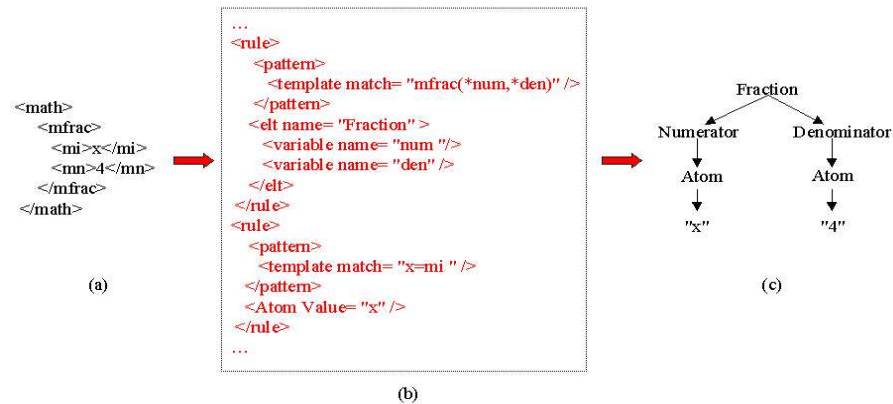 <math>
<mfrac>
<mi>x</mi>
<mn>4</mn>
</mfrac>
</math>
(a)
...
<rule>
<pattern>
<template match= "mfrac(*num,*den)" />
</pattern>
<elt name= "Fraction" >
<variable name= "num "/>
<variable name= "den" />
</elt>
</rule>
<rule>
<pattern>
<template match= "x=mi " />
</pattern>
<Atom Value= "x" />
</rule>
...
(b)
Fraction
Numerator Denominator
Atom Atom
"x" "4"
(c)